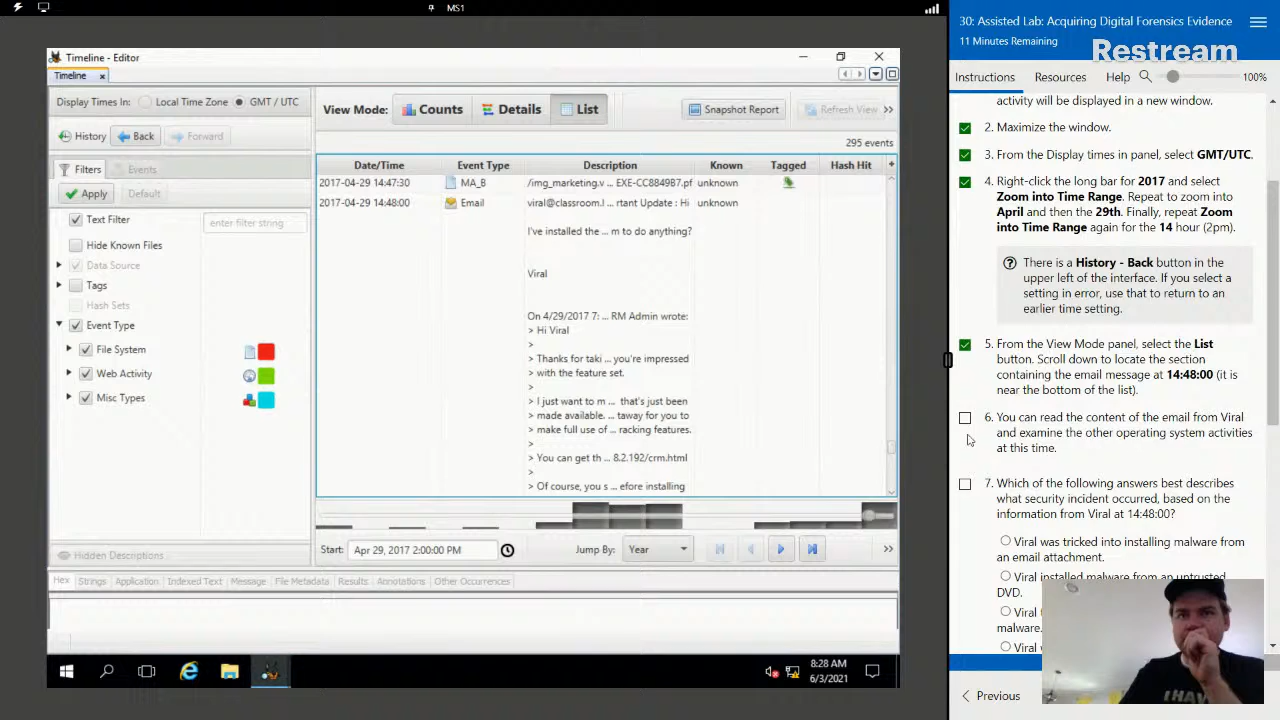 MS1
30: Assisted Lab: Acquiring Digital Forensics Evidence
11 Minutes Remaining
Restream
Instructions Resources Help 100%
Timeline - Editor
Timeline
Display Times In: Local Time Zone GMT / UTC
History Back Forward
Filters Events
Apply Default
Text Filter enter filter string
Hide Known Files
Data Source
Tags
Hash Sets
Event Type
File System
Web Activity
Misc Types
Hidden Descriptions
View Mode: Counts Details List Snapshot Report Refresh View
295 events
Date/Time Event Type Description Known Tagged Hash Hit
2017-04-29 14:47:30 MA_B /img_marketing.v ... EXE-CC8849B7.pf unknown
2017-04-29 14:48:00 Email viral@classroom.l ... rtant Update : Hi unknown
I've installed the ... m to do anything?
Viral
On 4/29/2017 7: ... RM Admin wrote:
> Hi Viral
>
> Thanks for taki ... you're impressed
> with the feature set.
>
> I just want to m ... that's just been
> made available. ... taway for you to
> make full use of ... racking features.
>
> You can get th ... 8.2.192/crm.html
>
> Of course, you s ... efore installing
Start: Apr 29, 2017 2:00:00 PM Jump By: Year
Hex Strings Application Indexed Text Message File Metadata Results Annotations Other Occurrences
8:28 AM
6/3/2021
activity will be displayed in a new window.
2. Maximize the window.
3. From the Display times in panel, select GMT/UTC.
4. Right-click the long bar for 2017 and select
Zoom into Time Range. Repeat to zoom into
April and then the 29th. Finally, repeat Zoom
into Time Range again for the 14 hour (2pm).
There is a History - Back button in the
upper left of the interface. If you select a
setting in error, use that to return to an
earlier time setting.
5. From the View Mode panel, select the List
button. Scroll down to locate the section
containing the email message at 14:48:00 (it is
near the bottom of the list).
6. You can read the content of the email from Viral
and examine the other operating system activities
at this time.
7. Which of the following answers best describes
what security incident occurred, based on the
information from Viral at 14:48:00?
Viral was tricked into installing malware from
an email attachment.
Viral installed malware from an untrusted
DVD.
Viral
malware.
Viral
Previous